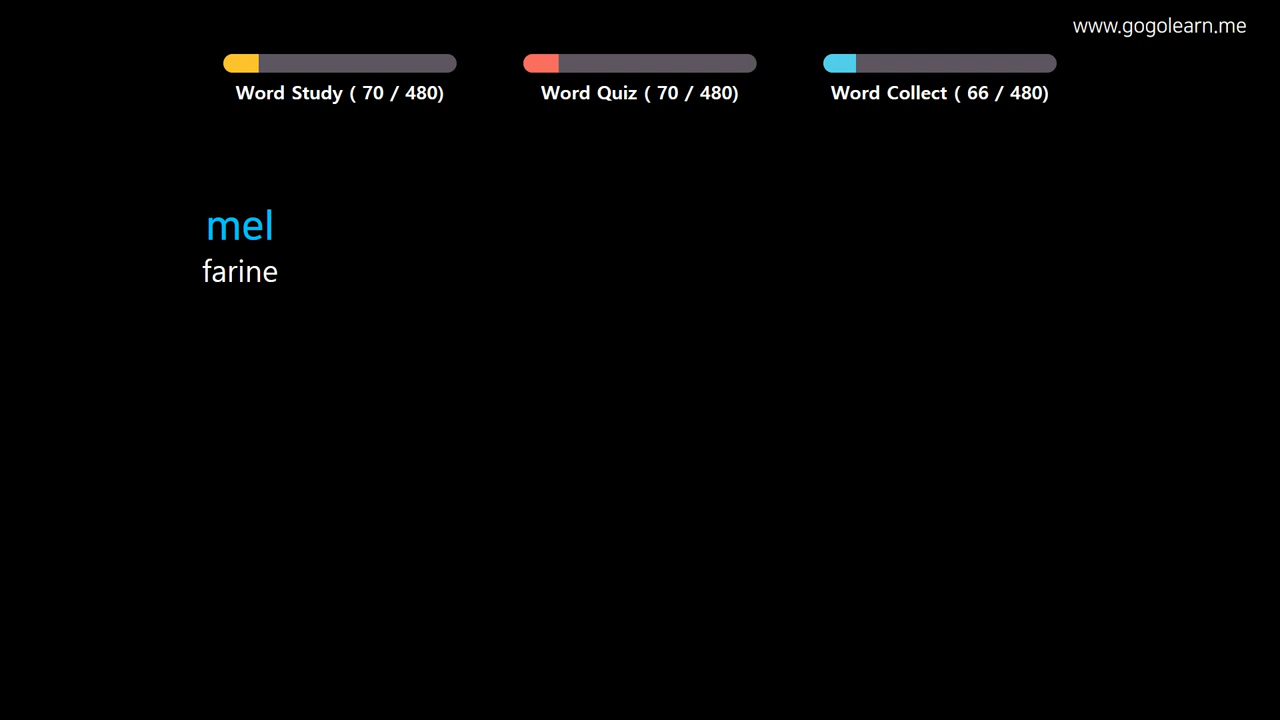 www.gogolearn.me
Word Study ( 70 / 480)
Word Quiz ( 70 / 480)
Word Collect ( 66 / 480)
mel
farine